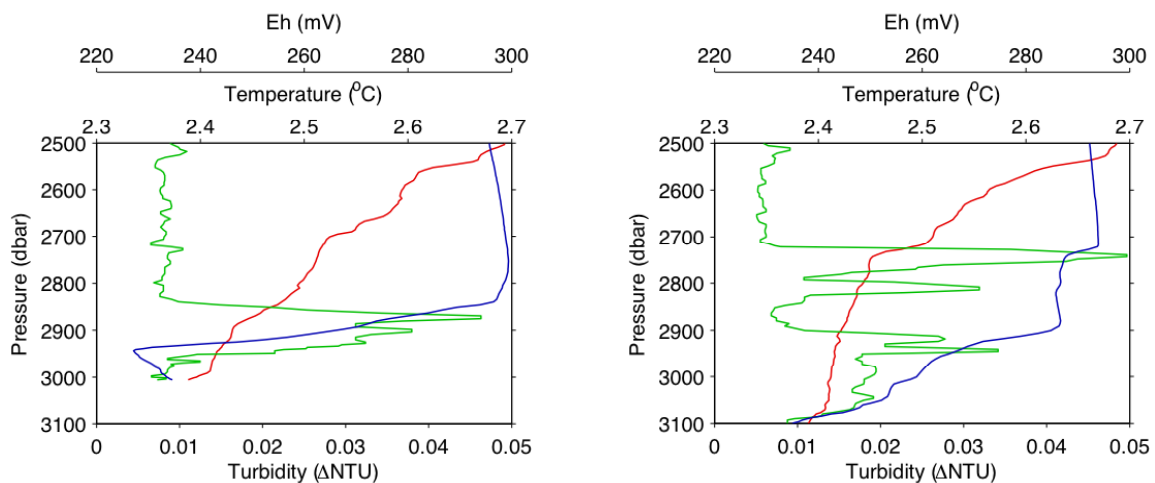 Eh (mV)
220 240 260 280 300
Temperature (°C)
2.3 2.4 2.5 2.6 2.7
2500
2600
2700
2800
2900
3000
3100
Pressure (dbar)
0 0.01 0.02 0.03 0.04 0.05
Turbidity (ΔNTU)
Eh (mV)
220 240 260 280 300
Temperature (°C)
2.3 2.4 2.5 2.6 2.7
2500
2600
2700
2800
2900
3000
3100
Pressure (dbar)
0 0.01 0.02 0.03 0.04 0.05
Turbidity (ΔNTU)